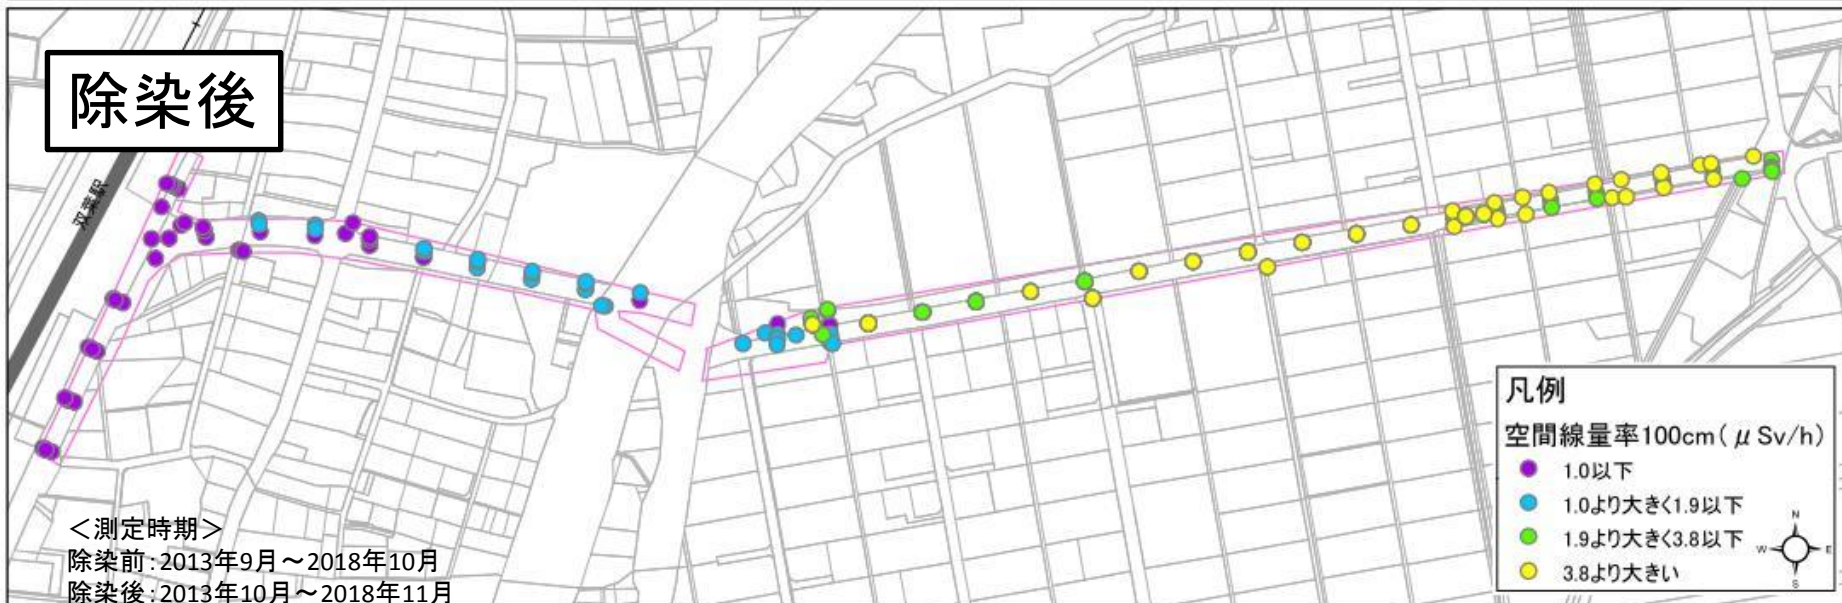 除染後
双葉駅
凡例
空間線量率100cm(μSv/h)
1.0以下
1.0より大きく1.9以下
1.9より大きく3.8以下
3.8より大きい
N
W E
S
＜測定時期＞
除染前:2013年9月～2018年10月
除染後:2013年10月～2018年11月